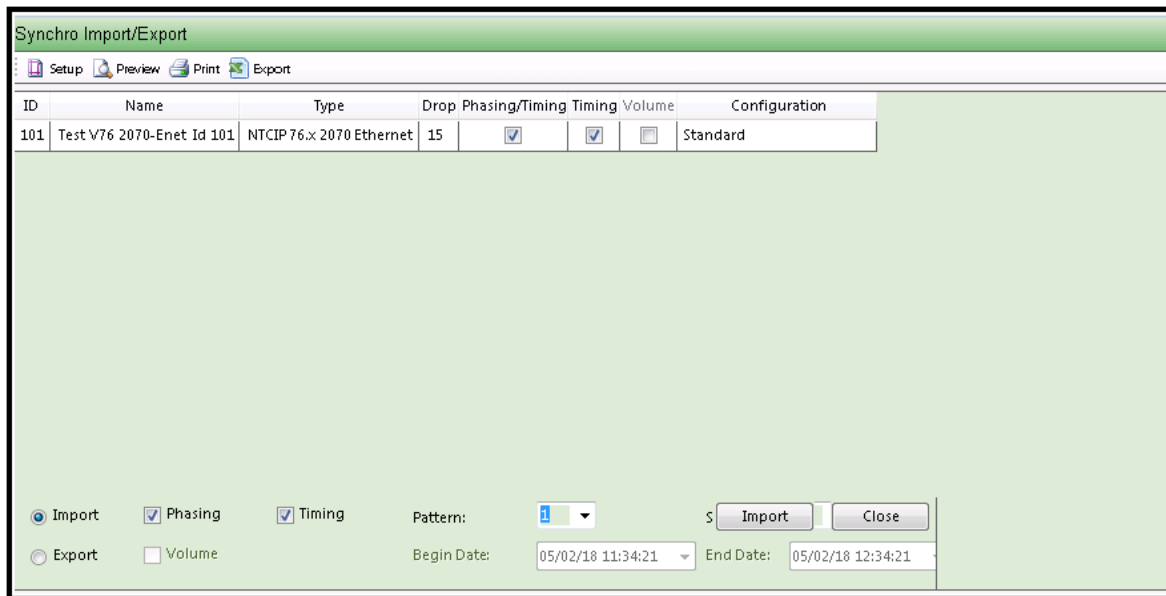 Synchro Import/Export
Setup Preview Print Export
ID Name Type Drop Phasing/Timing Timing Volume Configuration
101 Test V76 2070-Enet Id 101 NTCIP 76.x 2070 Ethernet 15 Standard
Import Phasing Timing Pattern: 1 S Import Close
Export Volume Begin Date: 05/02/18 11:34:21 End Date: 05/02/18 12:34:21